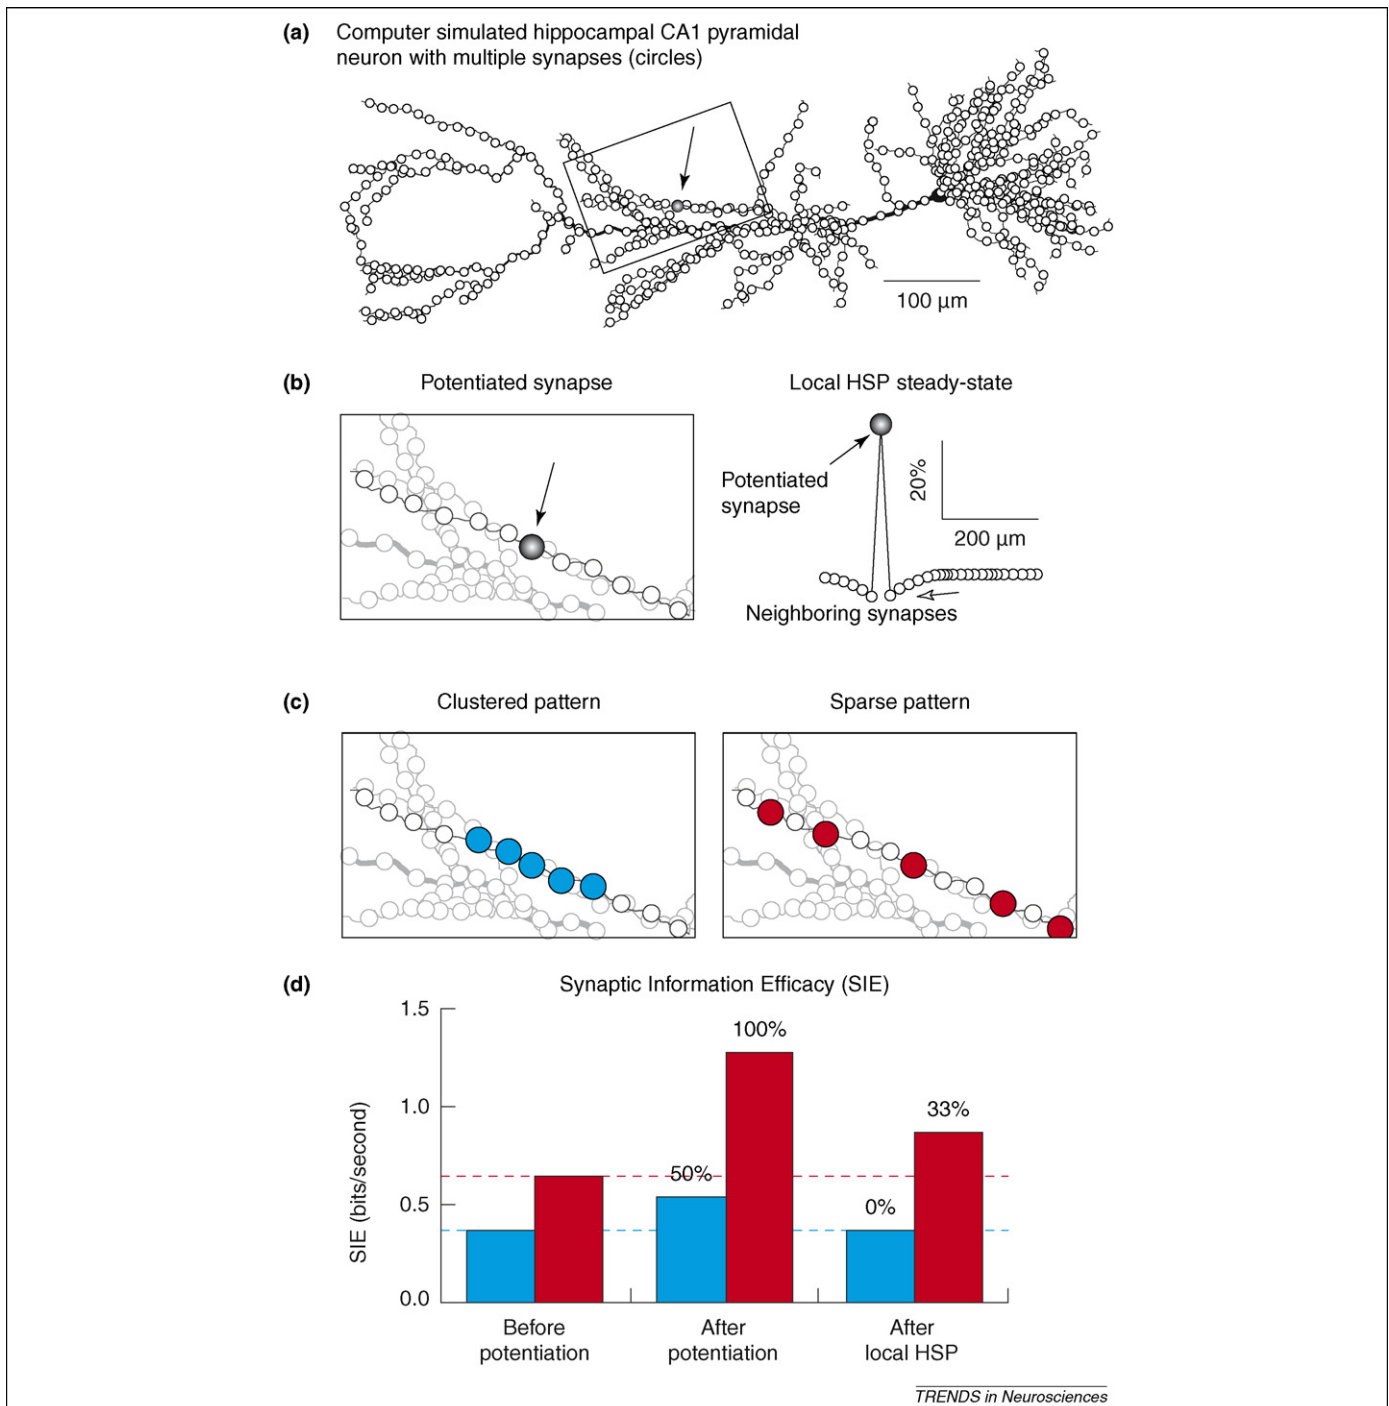 (a) Computer simulated hippocampal CA1 pyramidal
neuron with multiple synapses (circles)
100 µm
(b) Potentiated synapse
Local HSP steady-state
Potentiated
synapse
20%
200 µm
Neighboring synapses
(c) Clustered pattern
Sparse pattern
(d) Synaptic Information Efficacy (SIE)
SIE (bits/second)
1.5
1.0
0.5
0.0
50%
100%
0%
33%
Before
potentiation
After
potentiation
After
local HSP
TRENDS in Neurosciences